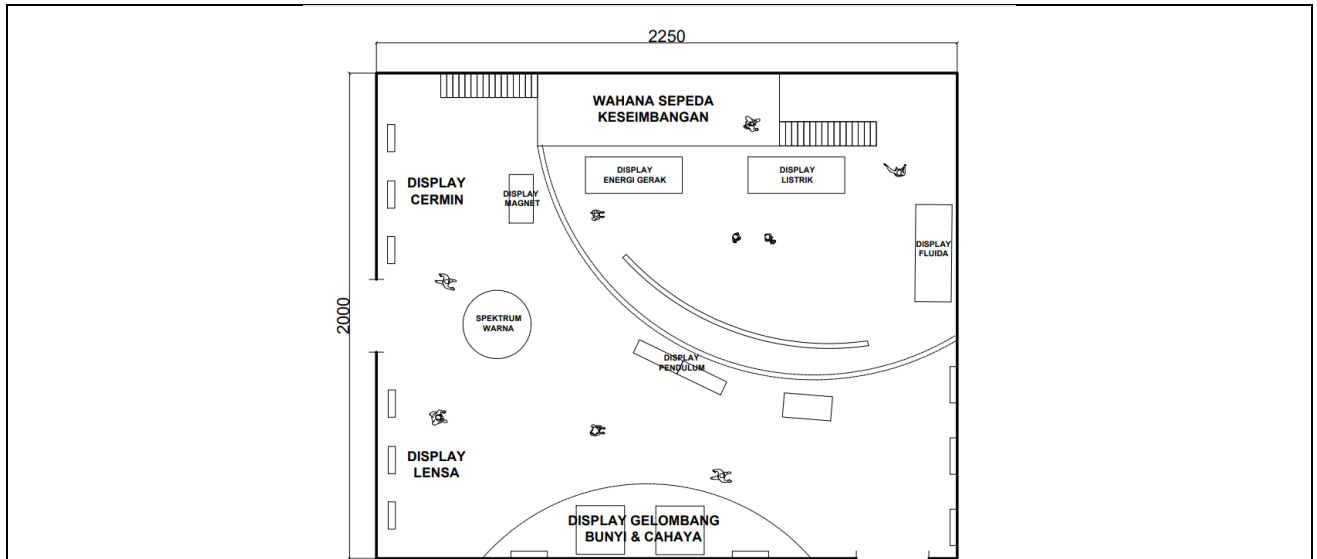 2250
WAHANA SEPEDA
KESEIMBANGAN
DISPLAY
ENERGI GERAK
DISPLAY
LISTRIK
DISPLAY
CERMIN
DISPLAY
MAGNET
DISPLAY
FLUIDA
2000
SPEKTRUM
WARNA
DISPLAY
PENDULUM
DISPLAY
LENSA
DISPLAY GELOMBANG
BUNYI & CAHAYA